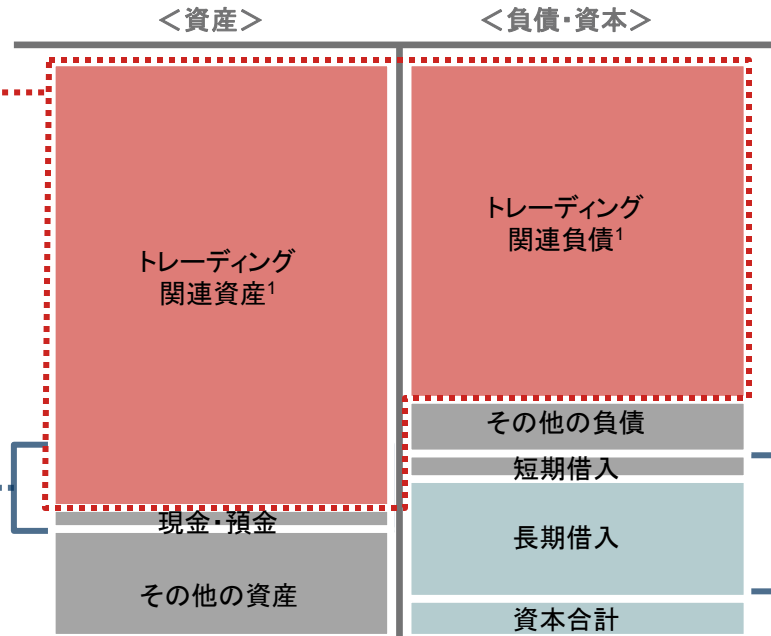 ＜資産＞
＜負債・資本＞
トレーディング
関連資産1
現金・預金
その他の資産
トレーディング
関連負債1
その他の負債
短期借入
長期借入
資本合計